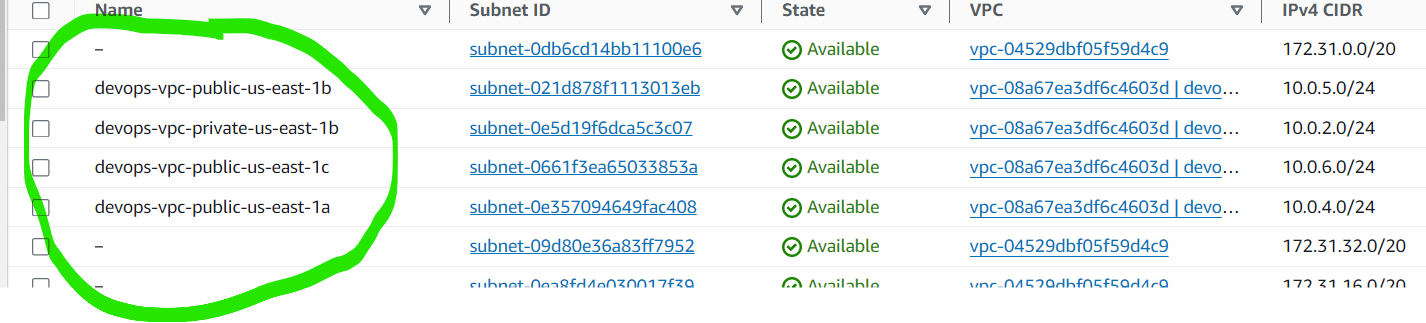 Name Subnet ID State VPC IPv4 CIDR
– subnet-0db6cd14bb11100e6 Available vpc-04529dbf05f59d4c9 172.31.0.0/20
devops-vpc-public-us-east-1b subnet-021d878f1113013eb Available vpc-08a67ea3df6c4603d | devo… 10.0.5.0/24
devops-vpc-private-us-east-1b subnet-0e5d19f6dca5c3c07 Available vpc-08a67ea3df6c4603d | devo… 10.0.2.0/24
devops-vpc-public-us-east-1c subnet-0661f3ea65033853a Available vpc-08a67ea3df6c4603d | devo… 10.0.6.0/24
devops-vpc-public-us-east-1a subnet-0e357094649fac408 Available vpc-08a67ea3df6c4603d | devo… 10.0.4.0/24
– subnet-09d80e36a83ff7952 Available vpc-04529dbf05f59d4c9 172.31.32.0/20
– subnet-0ea8fd4e030017f39 Available vpc-04529dbf05f59d4c9 172.31.16.0/20